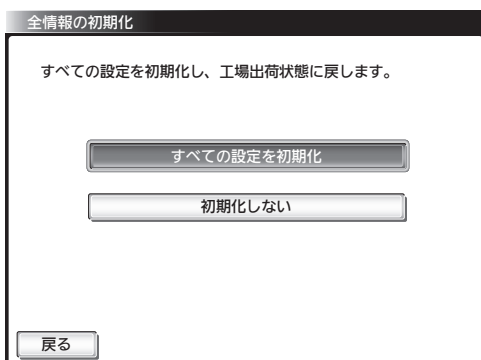 全情報の初期化
すべての設定を初期化し、工場出荷状態に戻します。
すべての設定を初期化
初期化しない
戻る